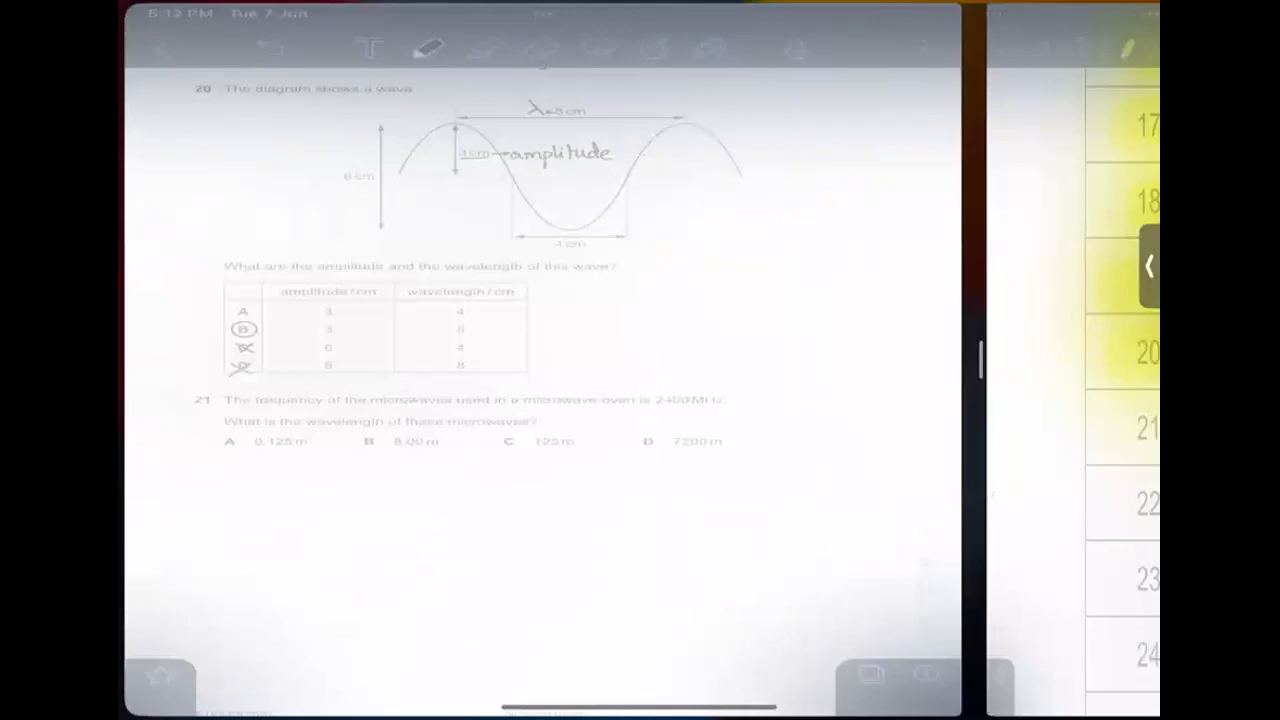 6:12 PM Tue 7 Jun
20 The diagram shows a wave.
λ=8 cm
3 cm amplitude
6 cm
4 cm
What are the amplitude and the wavelength of this wave?
amplitude / cm wavelength / cm
A 3 4
B 3 8
C 6 4
D 6 8
21 The frequency of the microwaves used in a microwave oven is 2400 MHz.
What is the wavelength of these microwaves?
A 0.125 m B 8.00 m C 125 m D 7200 m
17
18
20
21
22
23
24